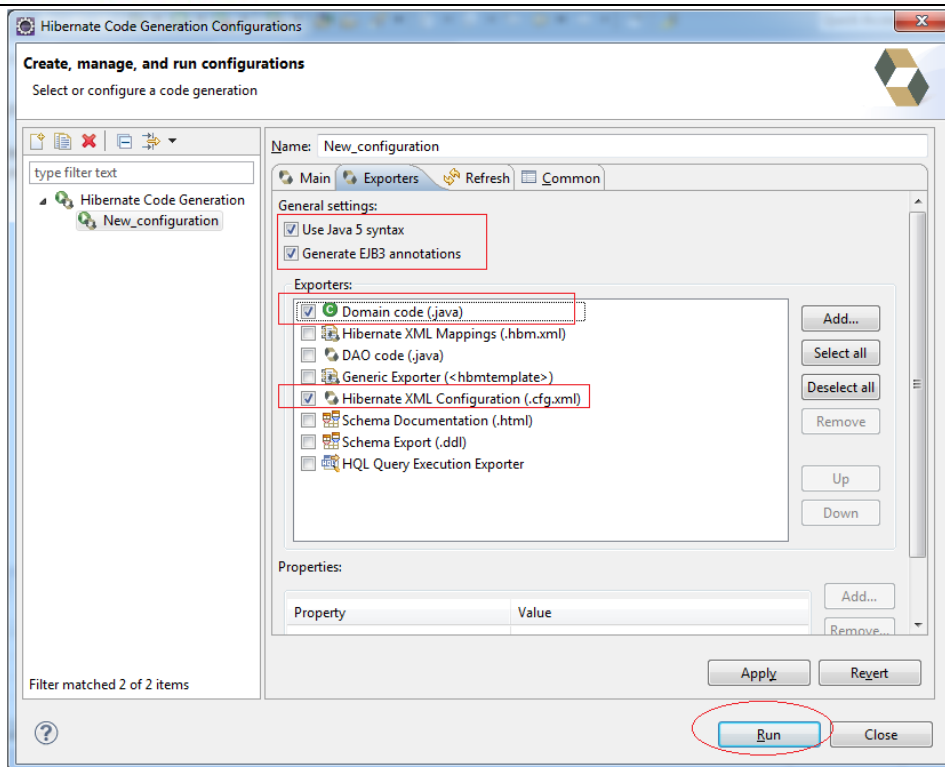 Hibernate Code Generation Configurations
Create, manage, and run configurations
Select or configure a code generation
type filter text
Hibernate Code Generation
New_configuration
Filter matched 2 of 2 items
Name: New_configuration
Main Exporters Refresh Common
General settings:
Use Java 5 syntax
Generate EJB3 annotations
Exporters:
Domain code (.java)
Hibernate XML Mappings (.hbm.xml)
DAO code (.java)
Generic Exporter (<hbmtemplate>)
Hibernate XML Configuration (.cfg.xml)
Schema Documentation (.html)
Schema Export (.ddl)
HQL Query Execution Exporter
Add...
Select all
Deselect all
Remove
Up
Down
Properties:
Property Value
Add...
Remove...
Apply Revert
Run Close